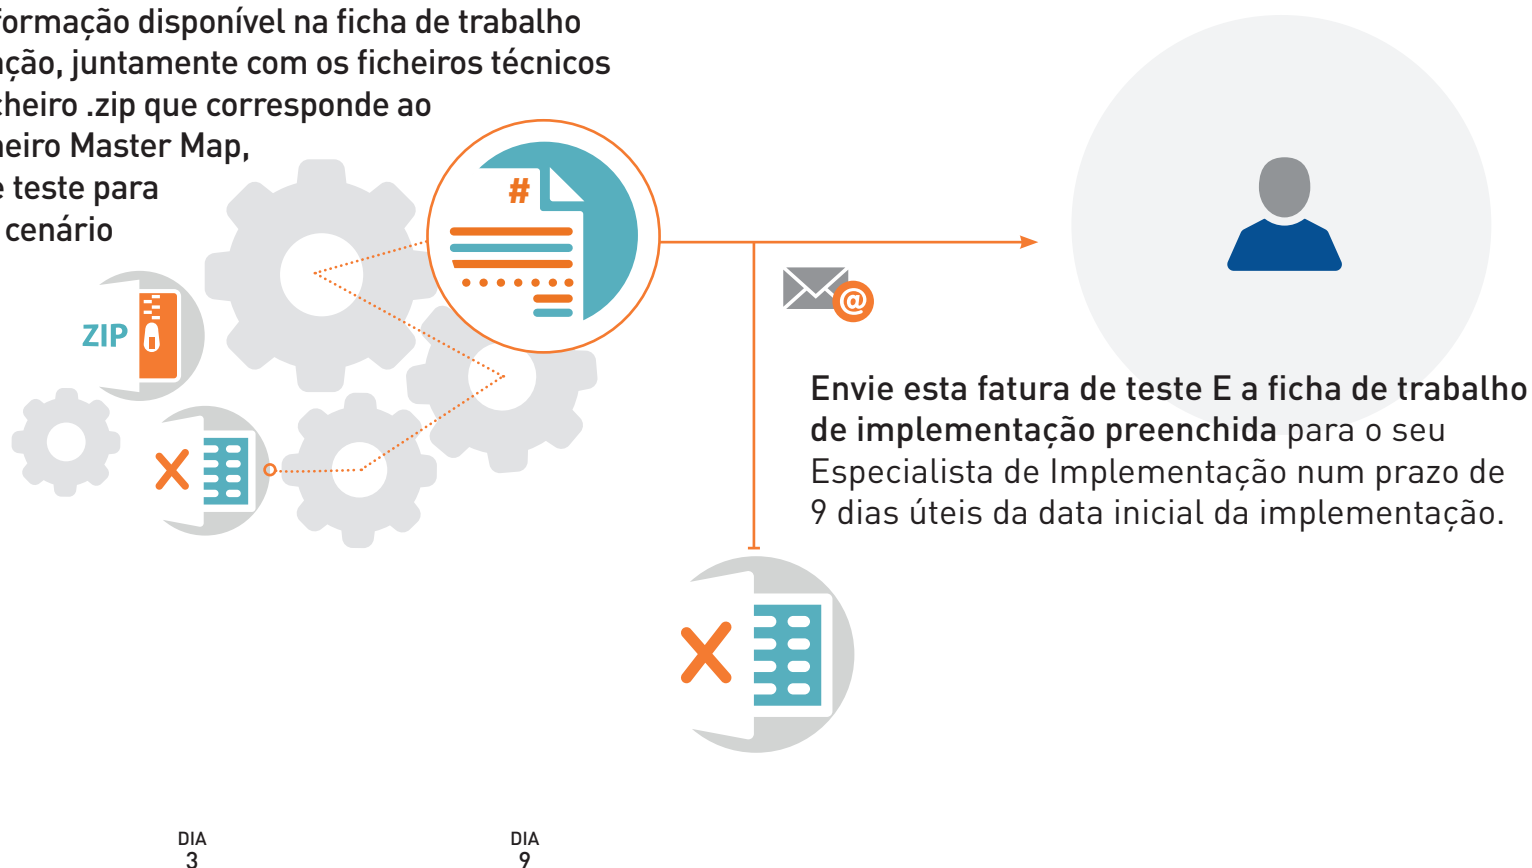 formação disponível na ficha de trabalho
ação, juntamente com os ficheiros técnicos
cheiro .zip que corresponde ao
heiro Master Map,
e teste para
cenário
#
ZIP
@
Envie esta fatura de teste E a ficha de trabalho
de implementação preenchida para o seu
Especialista de Implementação num prazo de
9 dias úteis da data inicial da implementação.
DIA
3
DIA
9